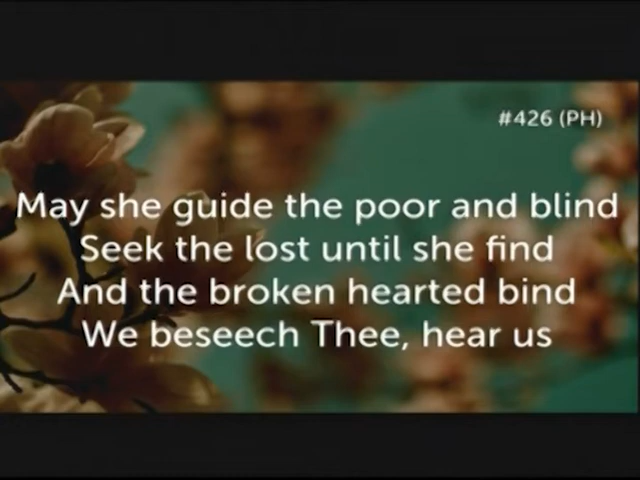 #426 (PH)
May she guide the poor and blind
Seek the lost until she find
And the broken hearted bind
We beseech Thee, hear us